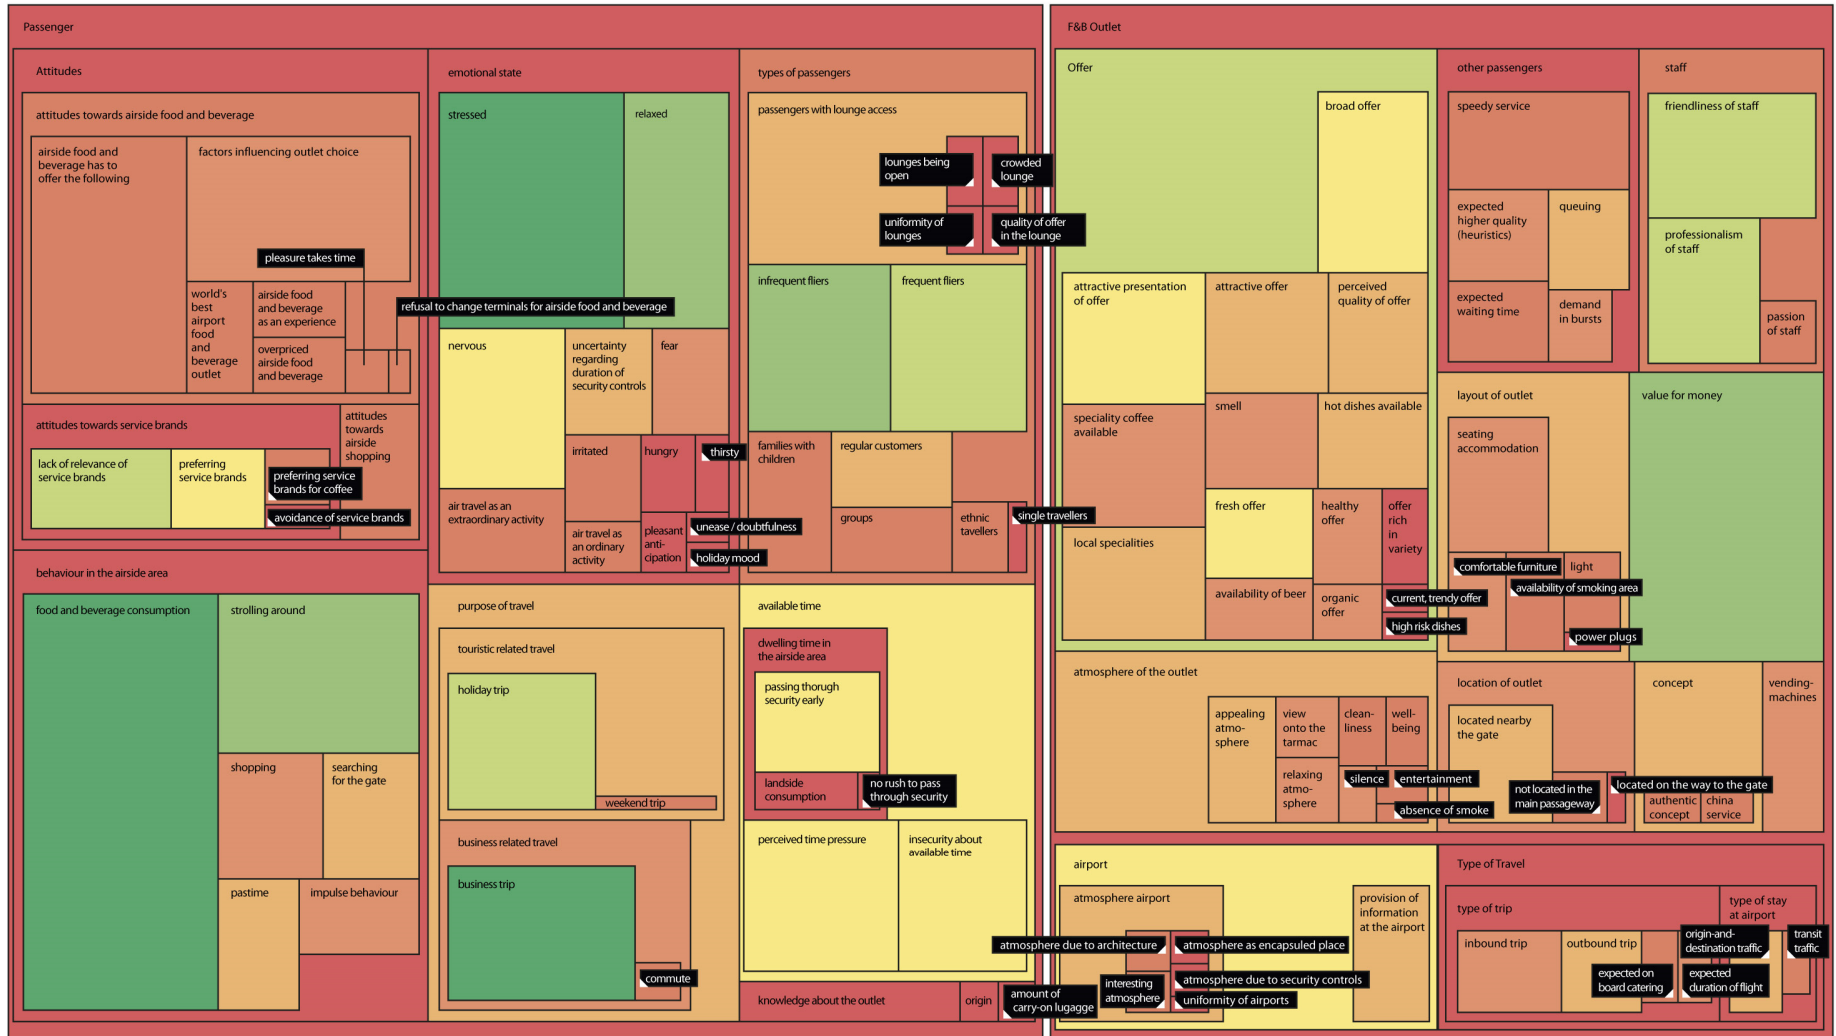 Passenger
Attitudes
attitudes towards airside food and beverage
airside food and
beverage has to
offer the following
factors influencing outlet choice
pleasure takes time
refusal to change terminals for airside food and beverage
world's
best
airport
food
and
beverage
outlet
airside food
and beverage
as an experience
overpriced
airside food
and beverage
attitudes towards service brands
lack of relevance of
service brands
preferring
service brands
preferring service
brands for coffee
avoidance of service brands
attitudes
towards
airside
shopping
behaviour in the airside area
food and beverage consumption
strolling around
shopping
searching
for the gate
pastime
impulse behaviour
emotional state
stressed
relaxed
nervous
uncertainty
regarding
duration of
security controls
fear
irritated
hungry
thirsty
air travel as an
extraordinary activity
air travel as
an ordinary
activity
pleasant
anti-
cipation
unease / doubtfulness
holiday mood
types of passengers
passengers with lounge access
lounges being
open
crowded
lounge
uniformity of
lounges
quality of offer
in the lounge
infrequent fliers
frequent fliers
families with
children
regular customers
groups
ethnic
tavellers
single travellers
purpose of travel
touristic related travel
holiday trip
weekend trip
business related travel
business trip
commute
available time
dwelling time in
the airside area
passing thorugh
security early
landside
consumption
no rush to pass
through security
perceived time pressure
insecurity about
available time
knowledge about the outlet
origin
amount of
carry-on lugagge
F&B Outlet
Offer
broad offer
attractive presentation
of offer
attractive offer
perceived
quality of offer
speciality coffee
available
smell
hot dishes available
local specialities
fresh offer
healthy
offer
offer
rich
in
variety
availability of beer
organic
offer
current, trendy offer
high risk dishes
other passengers
speedy service
expected
higher quality
(heuristics)
queuing
expected
waiting time
demand
in bursts
staff
friendliness of staff
professionalism
of staff
passion
of staff
layout of outlet
seating
accommodation
comfortable furniture
light
availability of smoking area
power plugs
value for money
atmosphere of the outlet
appealing
atmo-
sphere
view
onto the
tarmac
clean-
liness
well-
being
relaxing
atmo-
sphere
silence
entertainment
absence of smoke
location of outlet
located nearby
the gate
not located in the
main passageway
located on the way to the gate
concept
authentic
concept
china
service
vending-
machines
airport
atmosphere airport
atmosphere due to architecture
atmosphere as encapsuled place
interesting
atmosphere
atmosphere due to security controls
uniformity of airports
provision of
information
at the airport
Type of Travel
type of trip
inbound trip
outbound trip
expected on
board catering
expected
duration of flight
type of stay
at airport
origin-and-
destination traffic
transit
traffic